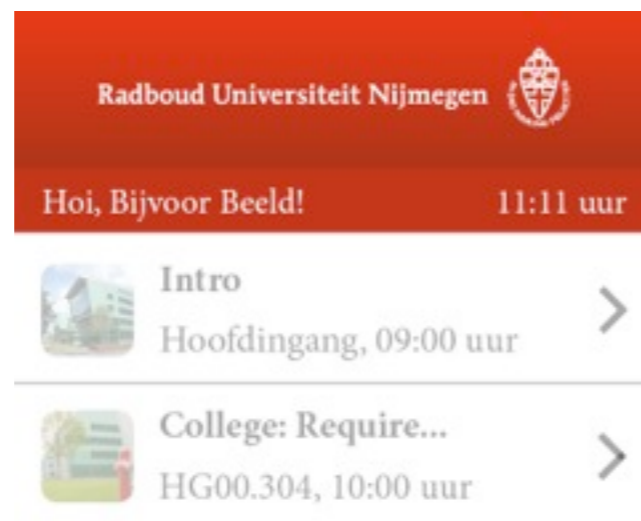 Radboud Universiteit Nijmegen
Hoi, Bijvoor Beeld! 11:11 uur
Intro
Hoofdingang, 09:00 uur
College: Require...
HG00.304, 10:00 uur